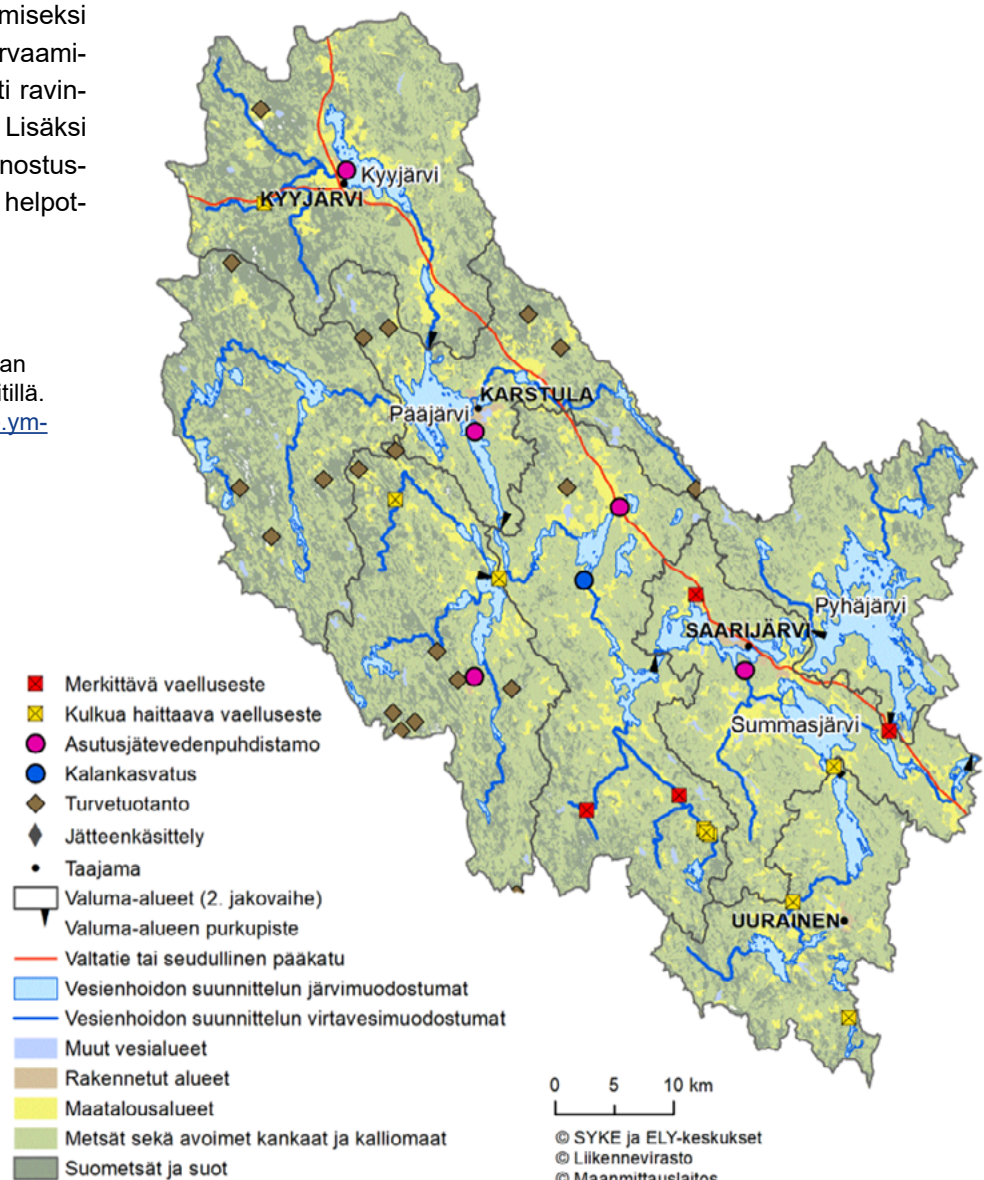 miseksi
rvaami-
ti ravin-
Lisäksi
nostus-
helpot-
an
itillä.
.ym-
Kyyjärvi
KYYJÄRVI
KARSTULA
Pääjärvi
Pyhäjärvi
SAARIJÄRVI
Summasjärvi
UURAINEN
Merkittävä vaelluseste
Kulkua haittaava vaelluseste
Asutusjätevedenpuhdistamo
Kalankasvatus
Turvetuotanto
Jätteenkäsittely
Taajama
Valuma-alueet (2. jakovaihe)
Valuma-alueen purkupiste
Valtatie tai seudullinen pääkatu
Vesienhoidon suunnittelun järvimuodostumat
Vesienhoidon suunnittelun virtavesimuodostumat
Muut vesialueet
Rakennetut alueet
Maatalousalueet
Metsät sekä avoimet kankaat ja kalliomaat
Suometsät ja suot
0 5 10 km
© SYKE ja ELY-keskukset
© Liikennevirasto
© Maanmittauslaitos